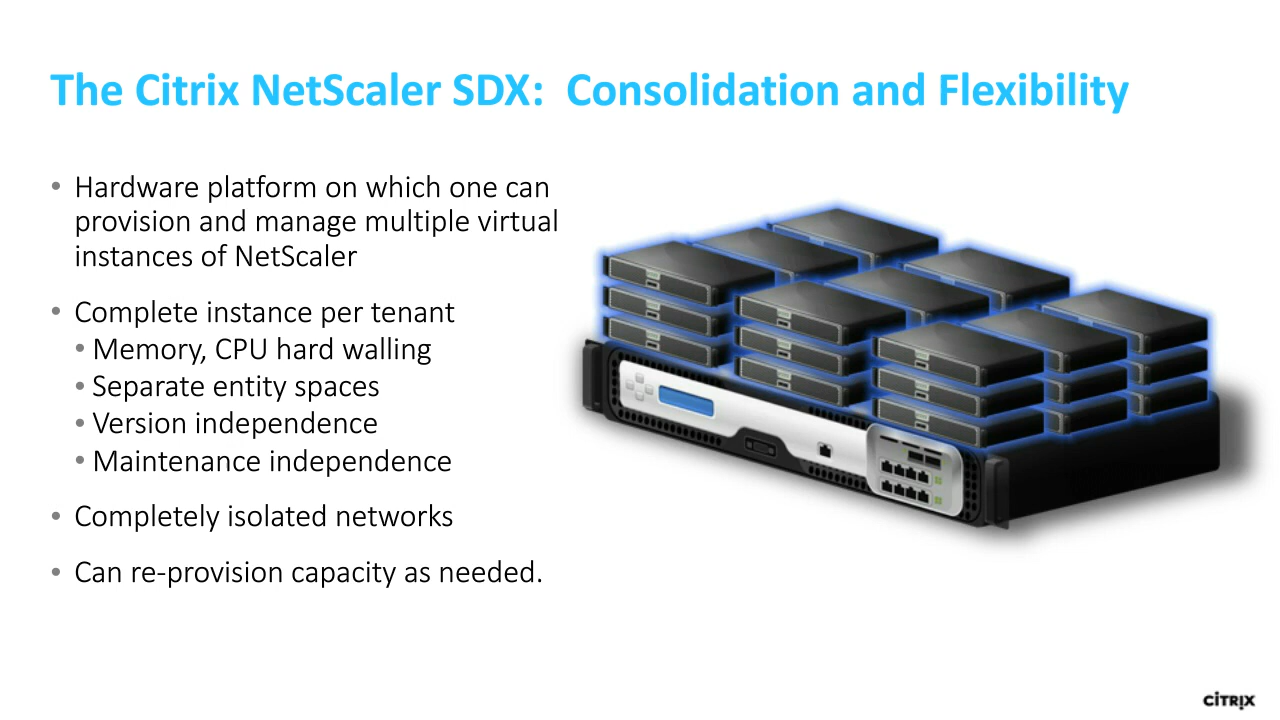 The Citrix NetScaler SDX:  Consolidation and Flexibility
• Hardware platform on which one can
provision and manage multiple virtual
instances of NetScaler
• Complete instance per tenant
• Memory, CPU hard walling
• Separate entity spaces
• Version independence
• Maintenance independence
• Completely isolated networks
• Can re-provision capacity as needed.
CİTRIX